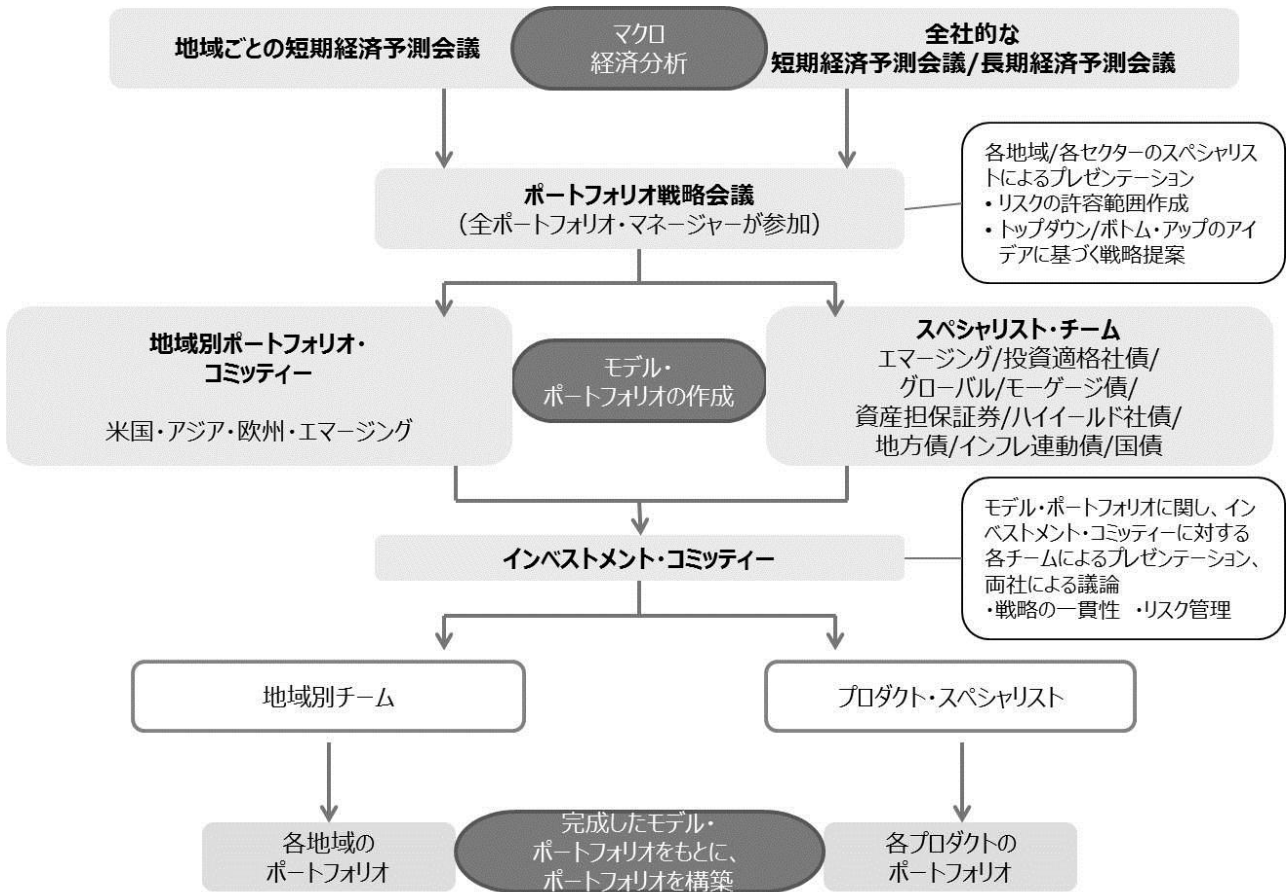 地域ごとの短期経済予測会議
マクロ
経済分析
全社的な
短期経済予測会議/長期経済予測会議
各地域/各セクターのスペシャリス
トによるプレゼンテーション
• リスクの許容範囲作成
• トップダウン/ボトム・アップのアイ
デアに基づく戦略提案
ポートフォリオ戦略会議
（全ポートフォリオ・マネージャーが参加）
地域別ポートフォリオ・
コミッティー
米国・アジア・欧州・エマージング
モデル・
ポートフォリオの作成
スペシャリスト・チーム
エマージング/投資適格社債/
グローバル/モーゲージ債/
資産担保証券/ハイイールド社債/
地方債/インフレ連動債/国債
モデル・ポートフォリオに関し、イン
ベストメント・コミッティーに対する
各チームによるプレゼンテーション、
両社による議論
・戦略の一貫性 ・リスク管理
インベストメント・コミッティー
地域別チーム
プロダクト・スペシャリスト
各地域の
ポートフォリオ
完成したモデル・
ポートフォリオをもとに、
ポートフォリオを構築
各プロダクトの
ポートフォリオ